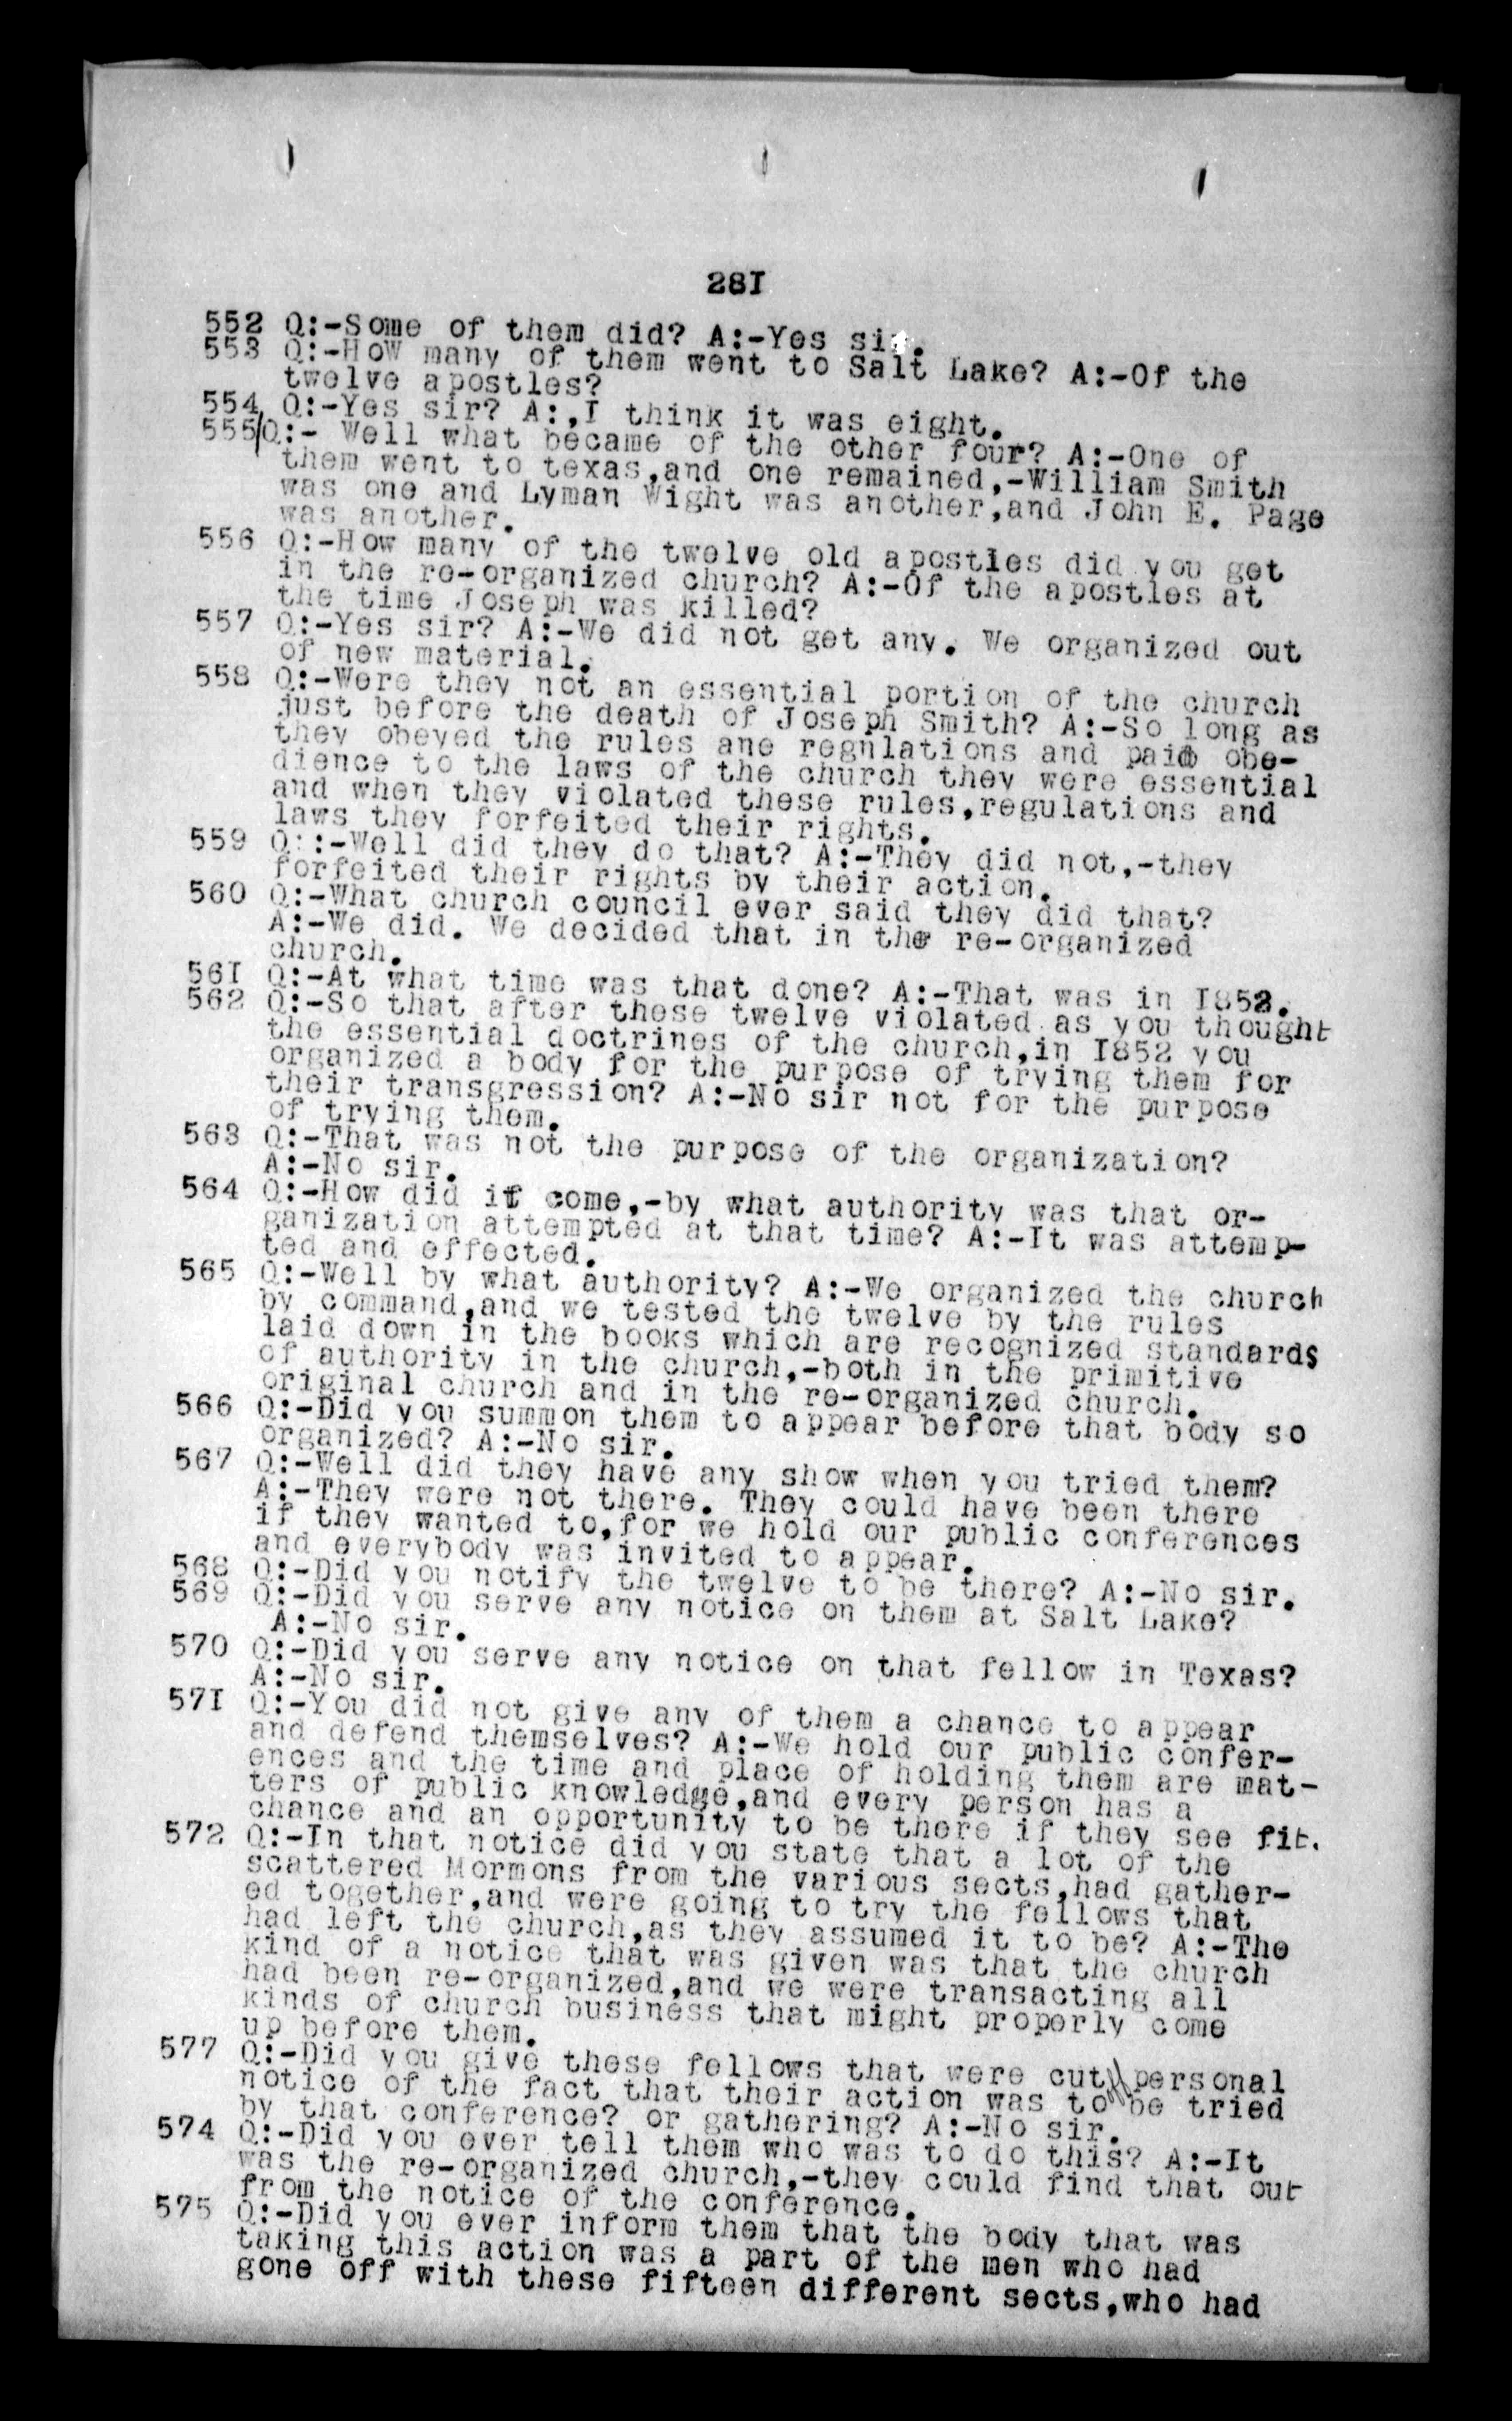 28I
552 Q:-Some of them did? A:-Yes sir.
553 Q:-HoW many of them went to Salt Lake? A:-Of the
twelve apostles?
554 Q:-Yes sir? A:,I think it was eight.
555/Q:- Well what became of the other four? A:-One of
them went to texas,and one remained,-William Smith
was one and Lyman Wight was another,and John E. Page
was another.
556 Q:-How many of the twelve old apostles did you get
in the re-organized church? A:-Of the apostles at
the time Joseph was killed?
557 Q:-Yes sir? A:-We did not get any. We organized out
of new material.
558 Q:-Were they not an essential portion of the church
just before the death of Joseph Smith? A:-So long as
they obeyed the rules ane regnlations and paid obe-
dience to the laws of the church they were essential
and when they violated these rules,regulations and
laws they forfeited their rights.
559 Q::-Well did they do that? A:-They did not,-they
forfeited their rights by their action.
560 Q:-What church council ever said they did that?
A:-We did. We decided that in the re-organized
church.
56I Q:-At what time was that done? A:-That was in I852.
562 Q:-So that after these twelve violated as you thought
the essential doctrines of the church,in I852 you
organized a body for the purpose of trying them for
their transgression? A:-No sir not for the purpose
of trying them.
563 Q:-That was not the purpose of the organization?
A:-No sir.
564 Q:-How did it come,-by what authority was that or-
ganization attempted at that time? A:-It was attemp-
ted and effected.
565 Q:-Well by what authority? A:-We organized the church
by command,and we tested the twelve by the rules
laid down in the books which are recognized standards
of authority in the church,-both in the primitive
original church and in the re-organized church.
566 Q:-Did you summon them to appear before that body so
organized? A:-No sir.
567 Q:-Well did they have any show when you tried them?
A:-They were not there. They could have been there
if they wanted to,for we hold our public conferences
and everybody was invited to appear.
568 Q:-Did you notify the twelve to be there? A:-No sir.
569 Q:-Did you serve any notice on them at Salt Lake?
A:-No sir.
570 Q:-Did you serve any notice on that fellow in Texas?
A:-No sir.
57I Q:-You did not give any of them a chance to appear
and defend themselves? A:-We hold our public confer-
ences and the time and place of holding them are mat-
ters of public knowledge,and every person has a
chance and an opportunity to be there if they see fit.
572 Q:-In that notice did you state that a lot of the
scattered Mormons from the various sects,had gather-
ed together,and were going to try the fellows that
had left the church,as they assumed it to be? A:-The
kind of a notice that was given was that the church
had been re-organized,and we were transacting all
kinds of church business that might properly come
up before them.
577 Q:-Did you give these fellows that were cut off personal
notice of the fact that their action was to be tried
by that conference? or gathering? A:-No sir.
574 Q:-Did you ever tell them who was to do this? A:-It
was the re-organized church,-they could find that out
from the notice of the conference.
575 Q:-Did you ever inform them that the body that was
taking this action was a part of the men who had
gone off with these fifteen different sects,who had